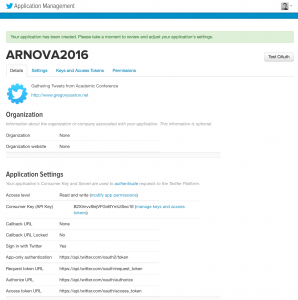 Application Management
Your application has been created. Please take a moment to review and adjust your application's settings.
ARNOVA2016
Test OAuth
Details Settings Keys and Access Tokens Permissions
Gathering Tweets from Academic Conference
Organization
Information about the organization or company associated with your application. This information is optional.
Organization None
Organization website None
Application Settings
Your application's Consumer Key and Secret are used to authenticate requests to the Twitter Platform.
Access level Read and write (modify app permissions)
Consumer Key (API Key) (manage keys and access
tokens)
Callback URL None
Callback URL Locked No
Sign in with Twitter Yes
App-only authentication https://api.twitter.com/oauth2/token
Request token URL https://api.twitter.com/oauth/request_token
Authorize URL https://api.twitter.com/oauth/authorize
Access token URL https://api.twitter.com/oauth/access_token